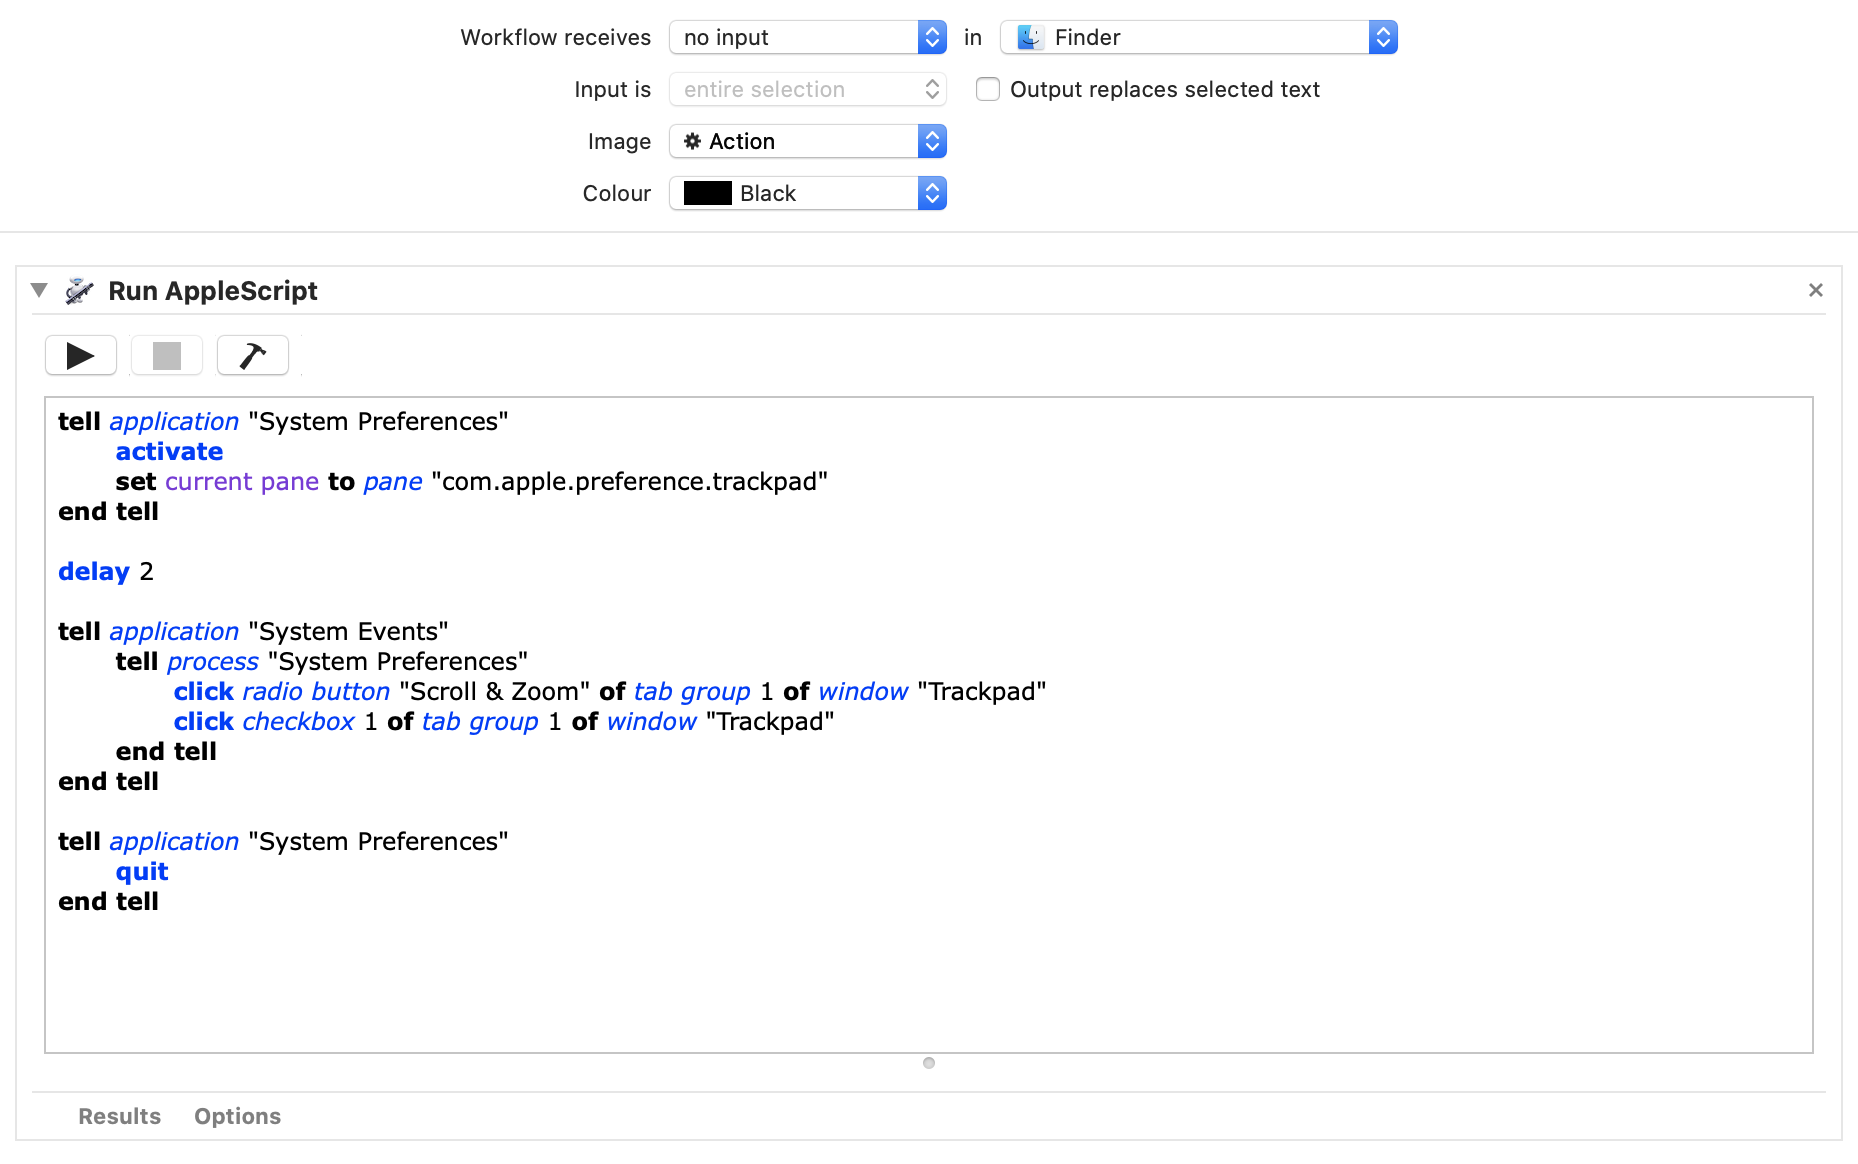 Workflow receives no input in Finder
Input is entire selection Output replaces selected text
Image Action
Colour Black
Run AppleScript
tell application "System Preferences"
activate
set current pane to pane "com.apple.preference.trackpad"
end tell
delay 2
tell application "System Events"
tell process "System Preferences"
click radio button "Scroll & Zoom" of tab group 1 of window "Trackpad"
click checkbox 1 of tab group 1 of window "Trackpad"
end tell
end tell
tell application "System Preferences"
quit
end tell
Results Options